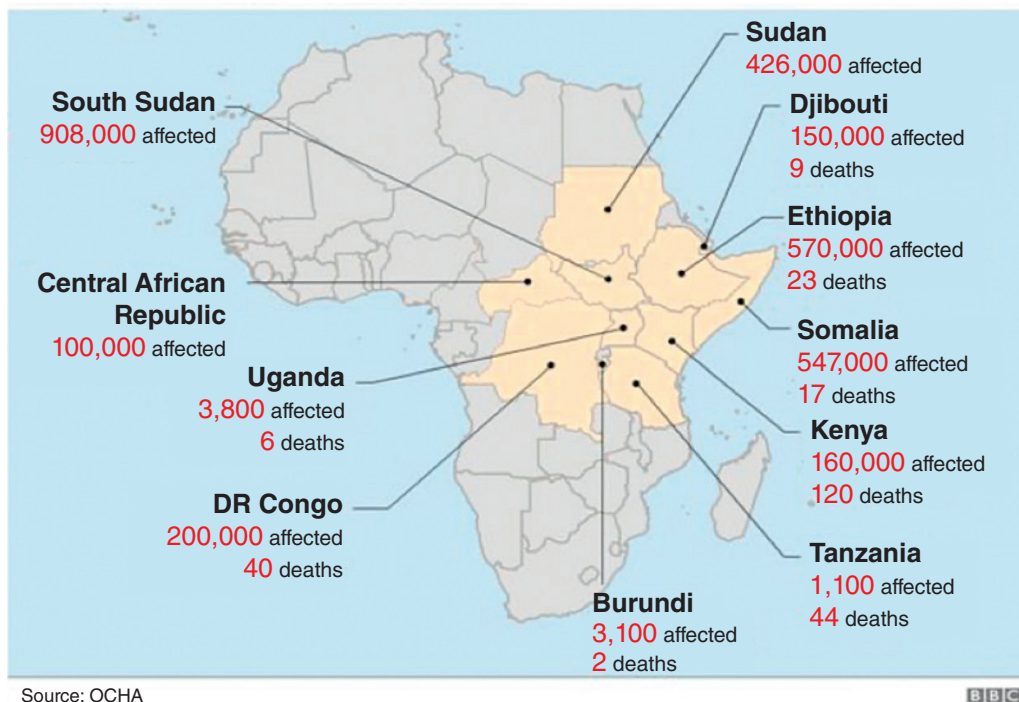 Sudan
426,000 affected
South Sudan
908,000 affected
Djibouti
150,000 affected
9 deaths
Ethiopia
570,000 affected
23 deaths
Central African
Republic
100,000 affected
Somalia
547,000 affected
17 deaths
Uganda
3,800 affected
6 deaths
Kenya
160,000 affected
120 deaths
DR Congo
200,000 affected
40 deaths
Tanzania
1,100 affected
44 deaths
Burundi
3,100 affected
2 deaths
Source: OCHA
BBC